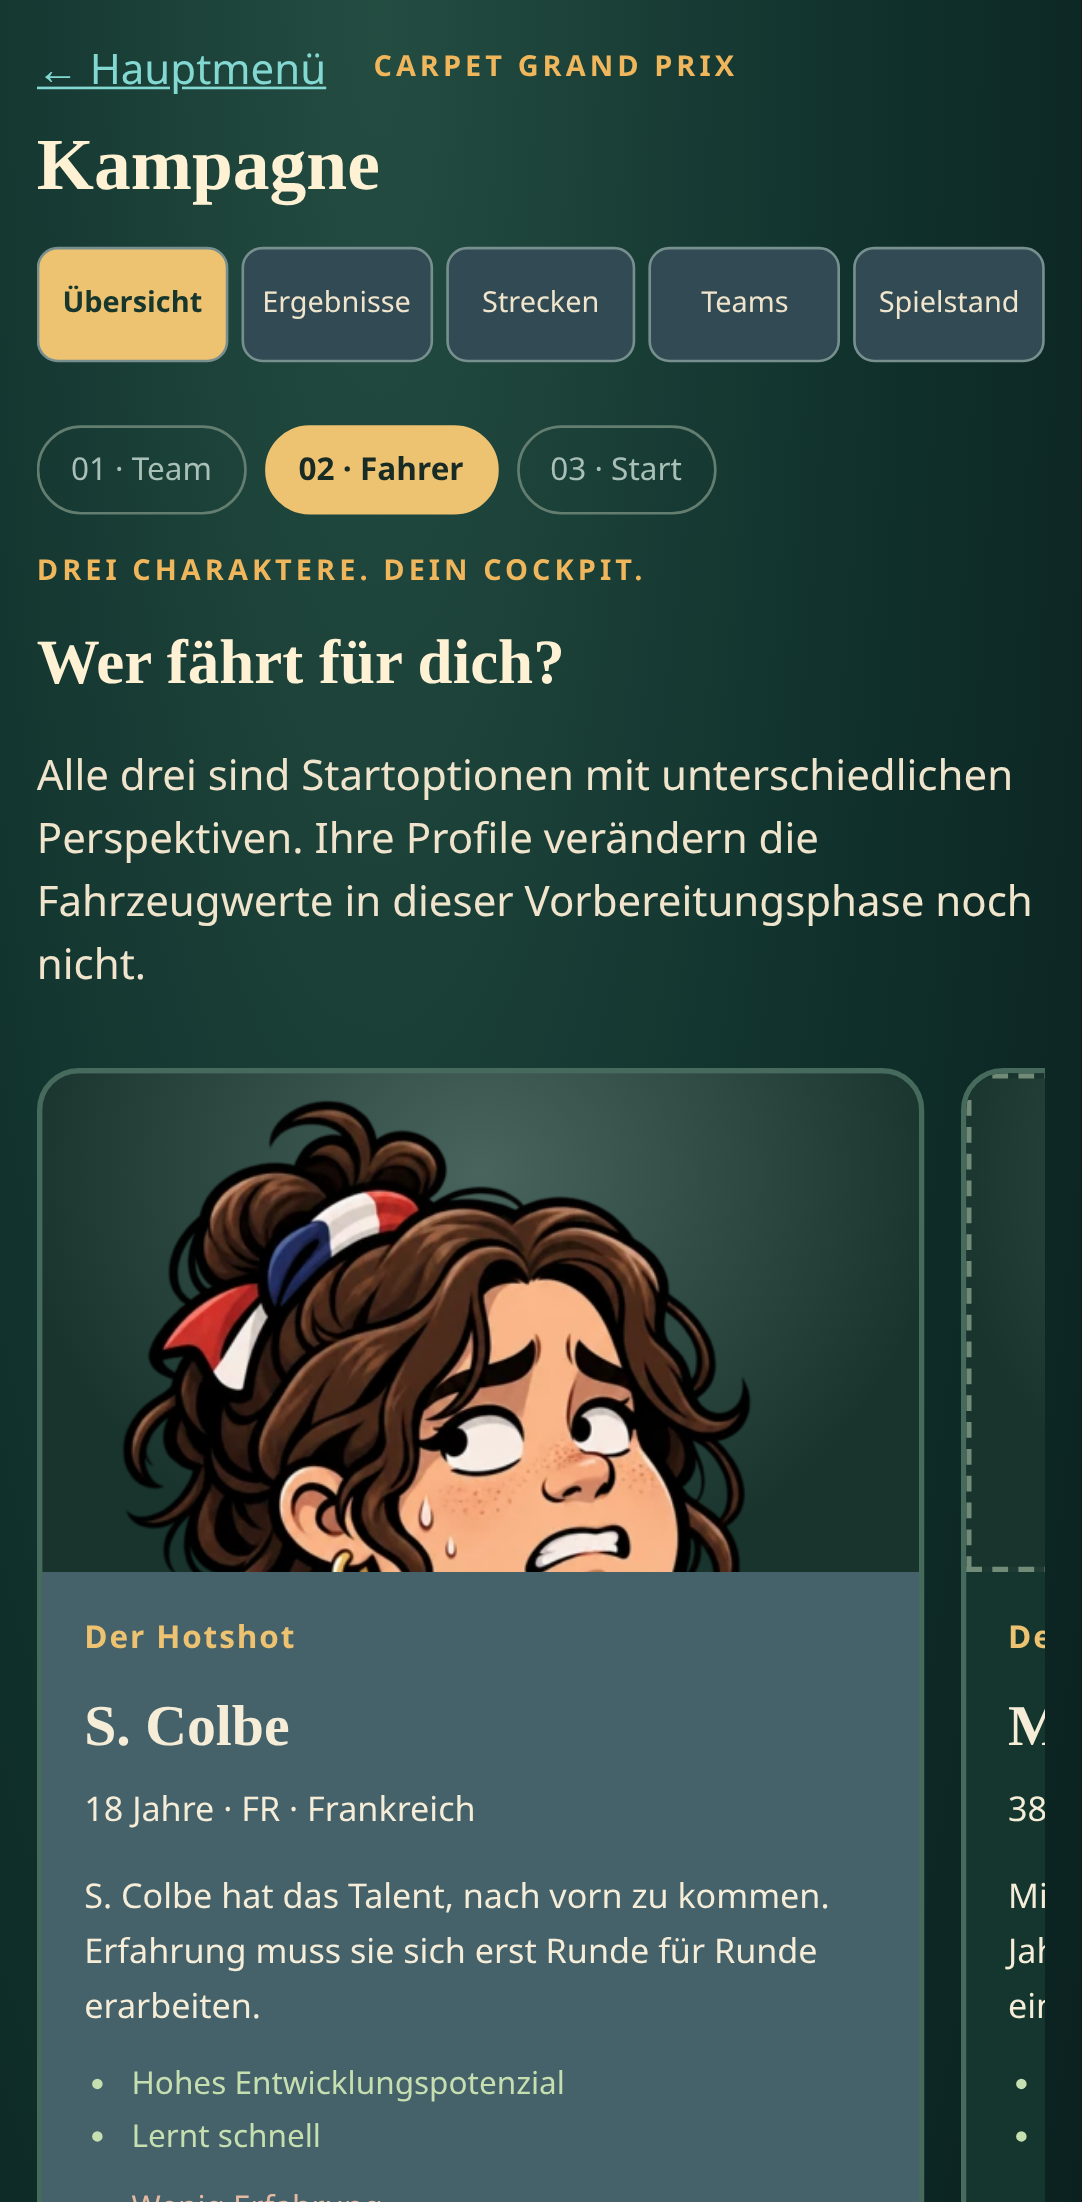 ← Hauptmenü
CARPET GRAND PRIX
Kampagne
Übersicht
Ergebnisse
Strecken
Teams
Spielstand
01 · Team
02 · Fahrer
03 · Start
DREI CHARAKTERE. DEIN COCKPIT.
Wer fährt für dich?
Alle drei sind Startoptionen mit unterschiedlichen
Perspektiven. Ihre Profile verändern die
Fahrzeugwerte in dieser Vorbereitungsphase noch
nicht.
Der Hotshot
S. Colbe
18 Jahre · FR · Frankreich
S. Colbe hat das Talent, nach vorn zu kommen.
Erfahrung muss sie sich erst Runde für Runde
erarbeiten.
• Hohes Entwicklungspotenzial
• Lernt schnell
Wenig Erfahrung
38